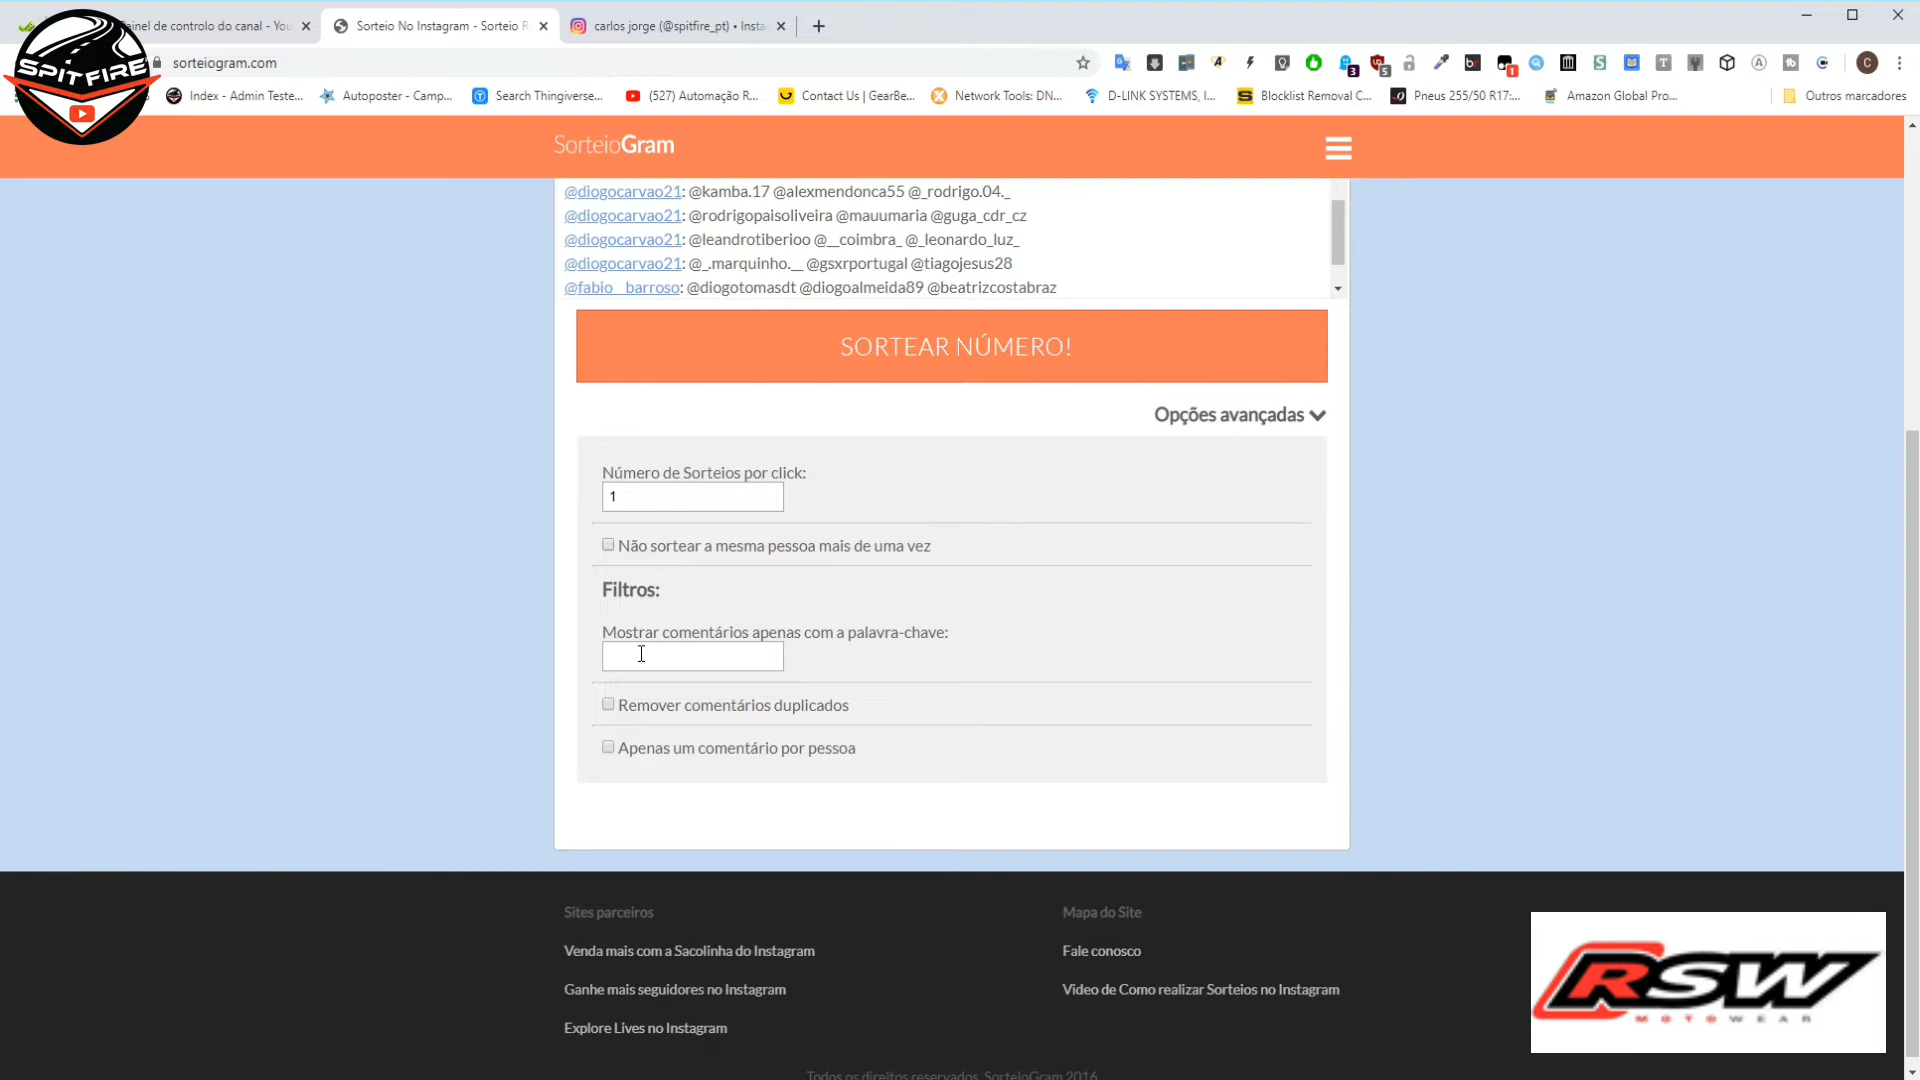 ainel de controlo do canal - You
Sorteio No Instagram - Sorteio R
carlos jorge (@spitfire_pt) • Insta
SPITFIRE
sorteiogram.com
3
5
1
C
Index - Admin Teste...
Autoposter - Camp...
Search Thingiverse...
(527) Automação R...
Contact Us | GearBe...
Network Tools: DN...
D-LINK SYSTEMS, I...
Blocklist Removal C...
Pneus 255/50 R17:...
Amazon Global Pro...
Outros marcadores
SorteioGram
@diogocarvao21: @kamba.17 @alexmendonca55 @_rodrigo.04._
@diogocarvao21: @rodrigopaisoliveira @mauumaria @guga_cdr_cz
@diogocarvao21: @leandrotiberioo @__coimbra_ @_leonardo_luz_
@diogocarvao21: @_.marquinho.__ @gsxrportugal @tiagojesus28
@fabio__barroso: @diogotomasdt @diogoalmeida89 @beatrizcostabraz
SORTEAR NÚMERO!
Opções avançadas
Número de Sorteios por click:
1
Não sortear a mesma pessoa mais de uma vez
Filtros:
Mostrar comentários apenas com a palavra-chave:
Remover comentários duplicados
Apenas um comentário por pessoa
Sites parceiros
Mapa do Site
Venda mais com a Sacolinha do Instagram
Fale conosco
Ganhe mais seguidores no Instagram
Video de Como realizar Sorteios no Instagram
Explore Lives no Instagram
RSW
MOTOWEAR
Todos os direitos reservados. SorteioGram 2016